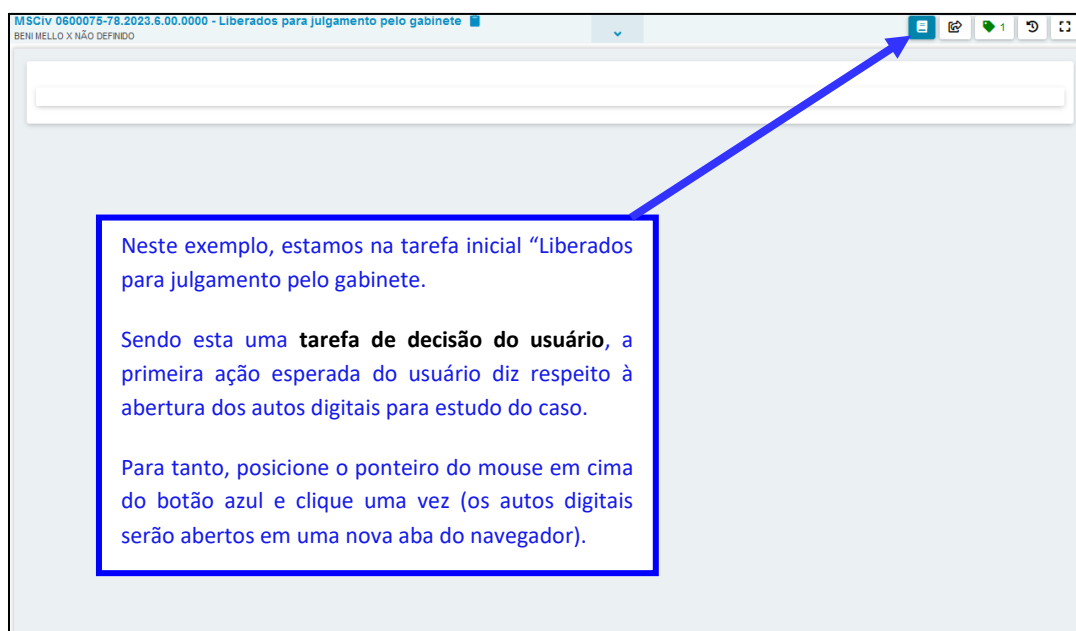 MSCiv 0600075-78.2023.6.00.0000 - Liberados para julgamento pelo gabinete
BENI MELLO X NÃO DEFINIDO
1
Neste exemplo, estamos na tarefa inicial “Liberados
para julgamento pelo gabinete.
Sendo esta uma tarefa de decisão do usuário, a
primeira ação esperada do usuário diz respeito à
abertura dos autos digitais para estudo do caso.
Para tanto, posicione o ponteiro do mouse em cima
do botão azul e clique uma vez (os autos digitais
serão abertos em uma nova aba do navegador).